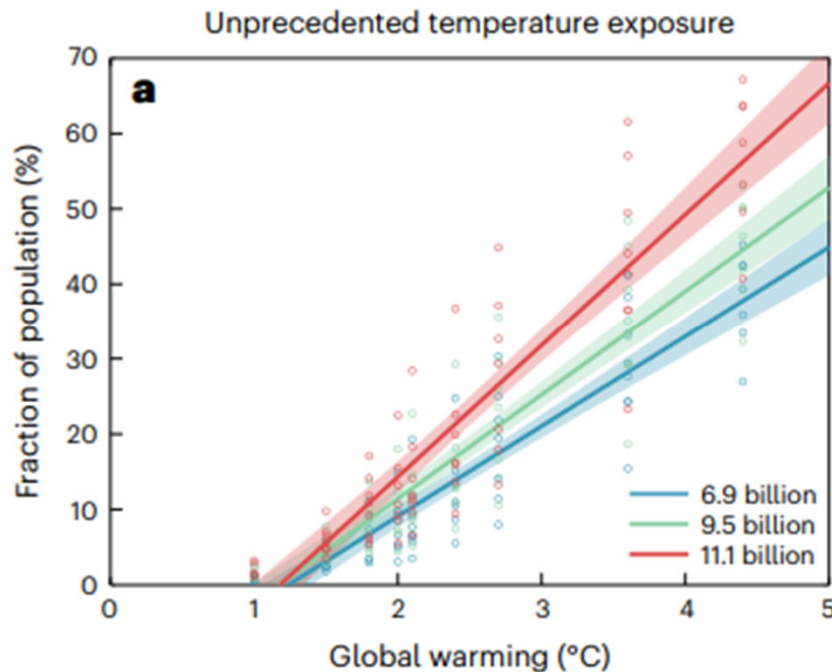 Unprecedented temperature exposure
a
Fraction of population (%)
70
60
50
40
30
20
10
0
0 1 2 3 4 5
Global warming (°C)
6.9 billion
9.5 billion
11.1 billion